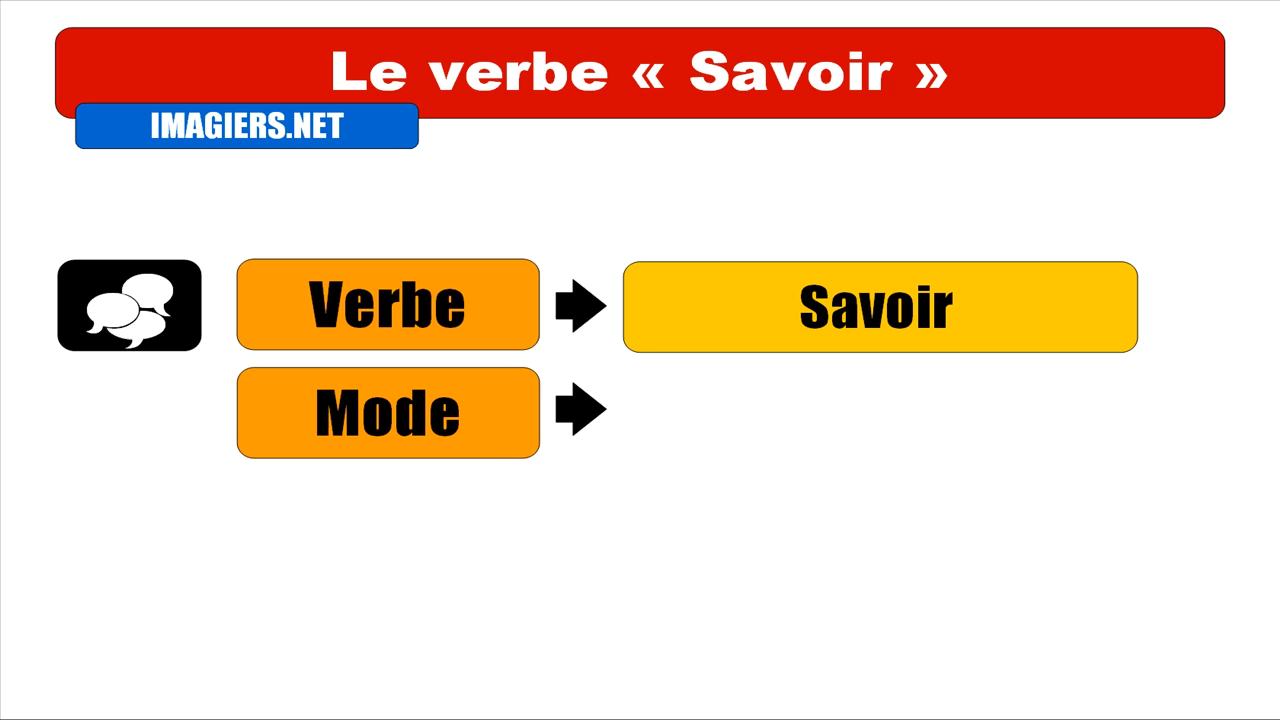 Le verbe « Savoir »
IMAGIERS.NET
Verbe
Savoir
Mode